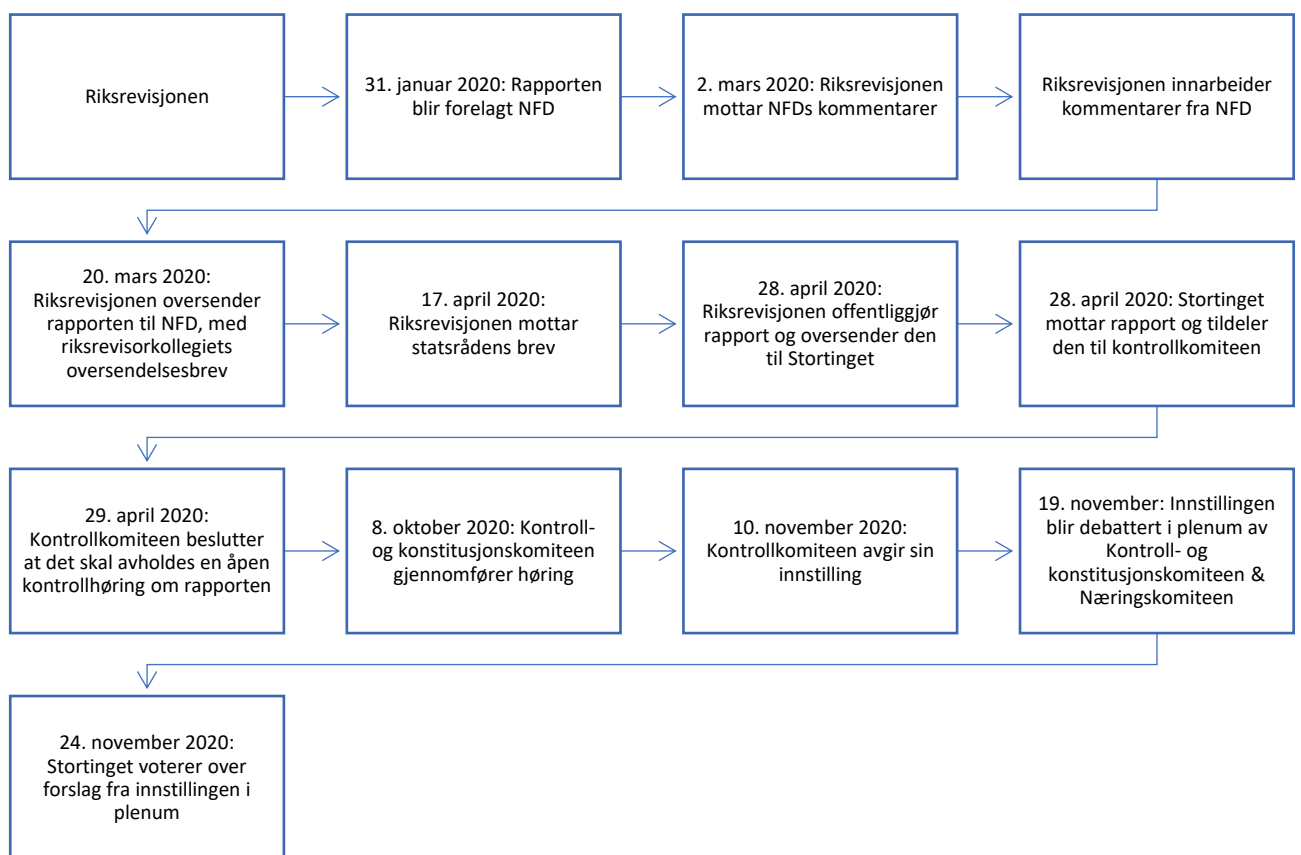 Riksrevisjonen
31. januar 2020: Rapporten
blir forelagt NFD
2. mars 2020: Riksrevisjonen
mottar NFDs kommentarer
Riksrevisjonen innarbeider
kommentarer fra NFD
20. mars 2020:
Riksrevisjonen oversender
rapporten til NFD, med
riksrevisorkollegiets
oversendelsesbrev
17. april 2020:
Riksrevisjonen mottar
statsrådens brev
28. april 2020:
Riksrevisjonen offentliggjør
rapport og oversender den
til Stortinget
28. april 2020: Stortinget
mottar rapport og tildeler
den til kontrollkomiteen
29. april 2020:
Kontrollkomiteen beslutter
at det skal avholdes en åpen
kontrollhøring om rapporten
8. oktober 2020: Kontroll-
og konstitusjonskomiteen
gjennomfører høring
10. november 2020:
Kontrollkomiteen avgir sin
innstilling
19. november: Innstillingen
blir debattert i plenum av
Kontroll- og
konstitusjonskomiteen &
Næringskomiteen
24. november 2020:
Stortinget voterer over
forslag fra innstillingen i
plenum